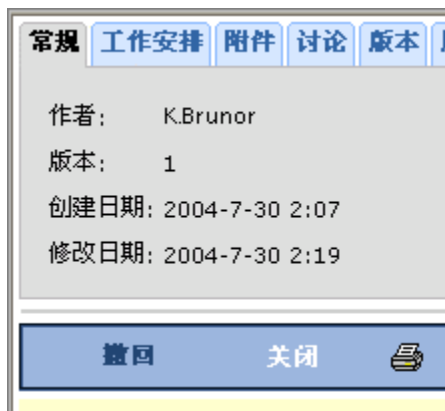 常规 工作安排 附件 讨论 版本
作者: K.Brunor
版本: 1
创建日期: 2004-7-30 2:07
修改日期: 2004-7-30 2:19
撤回 关闭